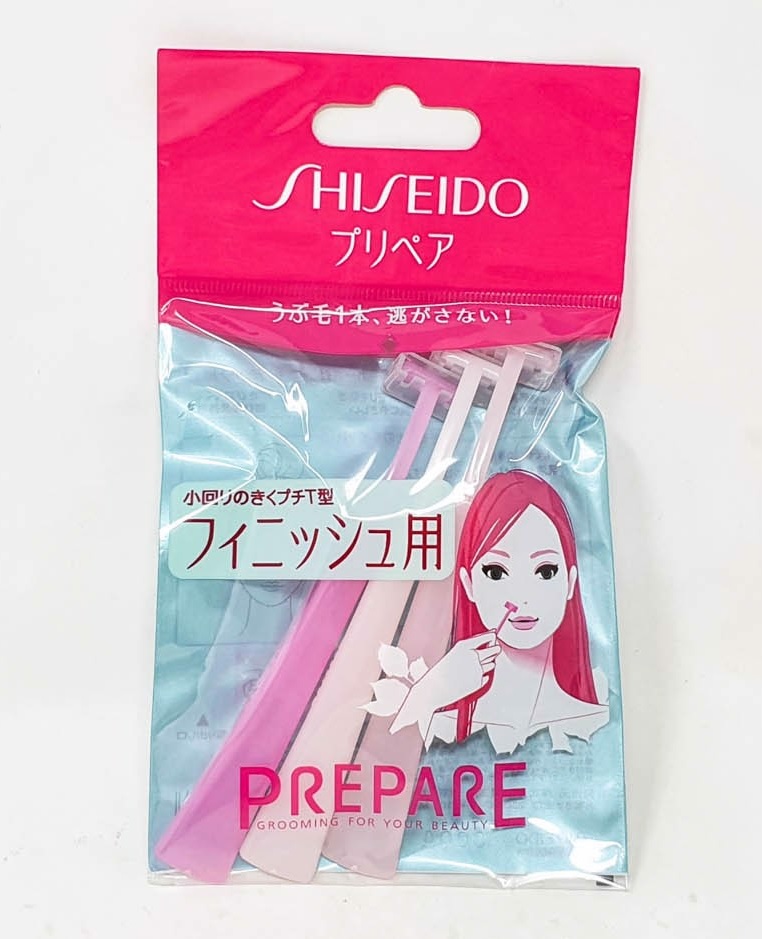 SHISEIDO
プリペア
うぶ毛1本、逃がさない!
小回りのきくプチT型
フィニッシュ用
PREPARE
GROOMING FOR YOUR BEAUTY